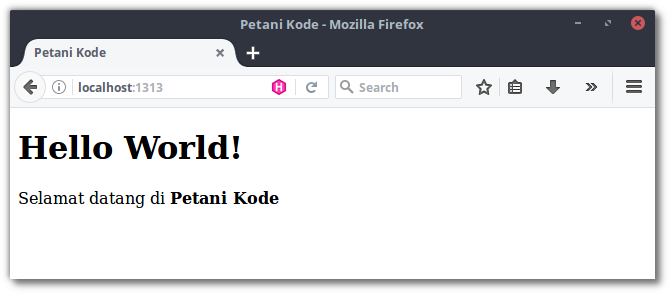 Petani Kode - Mozilla Firefox
Petani Kode
localhost:1313
Search
Hello World!
Selamat datang di Petani Kode